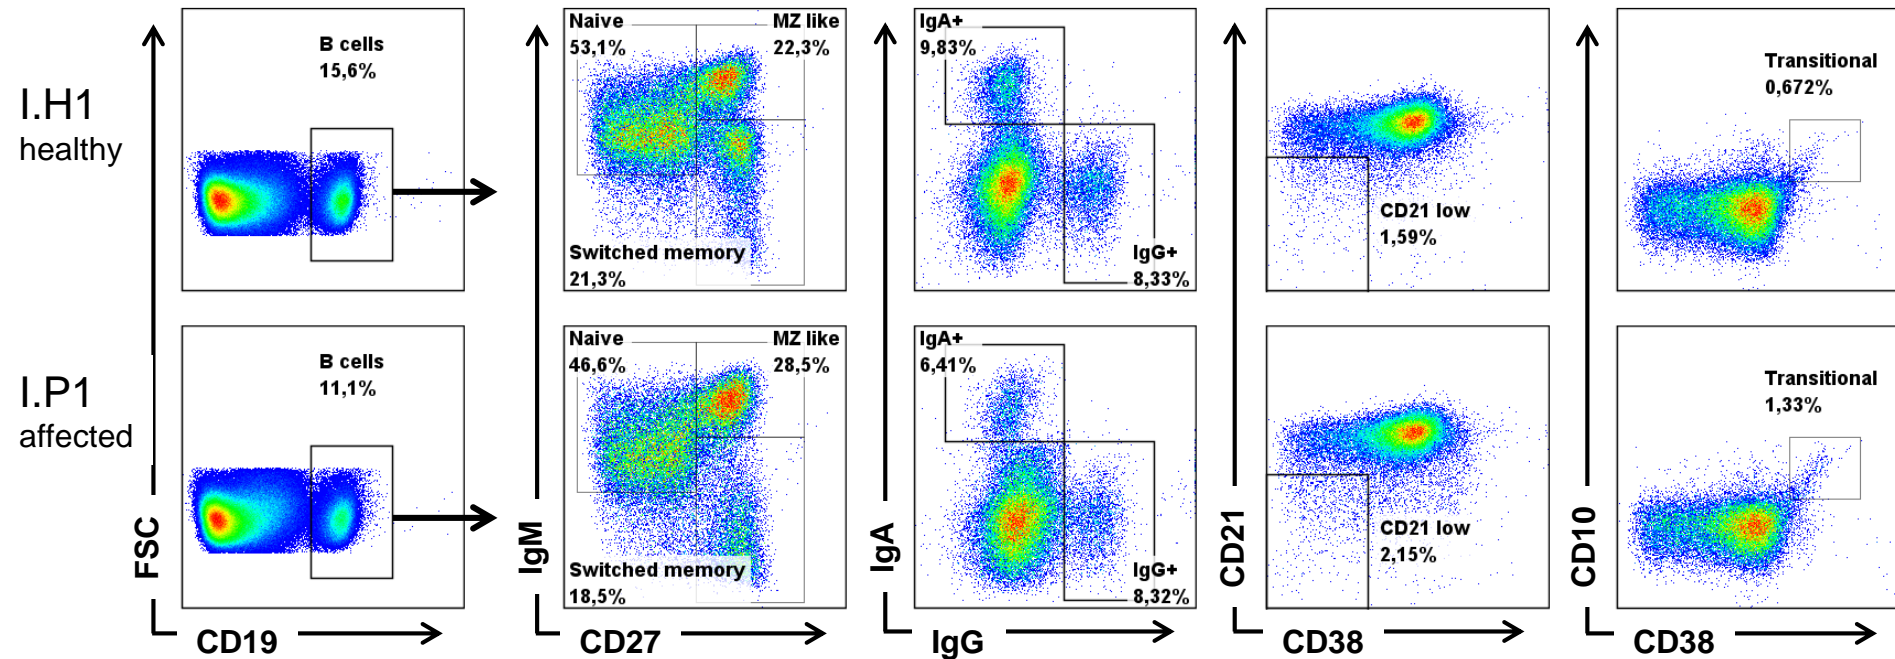 I.H1
healthy
B cells
15,6%
Naive
53,1%
MZ like
22,3%
Switched memory
21,3%
IgA+
9,83%
IgG+
8,33%
CD21 low
1,59%
Transitional
0,672%
I.P1
affected
B cells
11,1%
Naive
46,6%
MZ like
28,5%
Switched memory
18,5%
IgA+
6,41%
IgG+
8,32%
CD21 low
2,15%
Transitional
1,33%
FSC
CD19
IgM
CD27
IgA
IgG
CD21
CD38
CD10
CD38